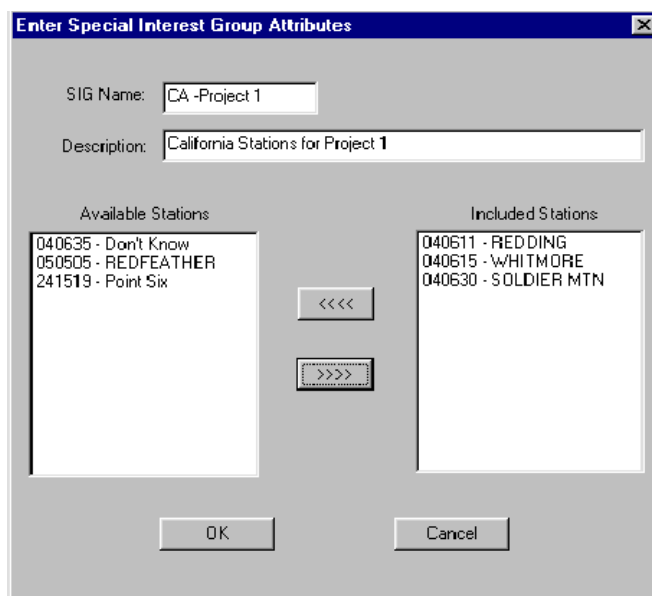 Enter Special Interest Group Attributes
SIG Name: CA -Project 1
Description: California Stations for Project 1
Available Stations
040635 - Don't Know
050505 - REDFEATHER
241519 - Point Six
<<<<
>>>>
Included Stations
040611 - REDDING
040615 - WHITMORE
040630 - SOLDIER MTN
OK
Cancel